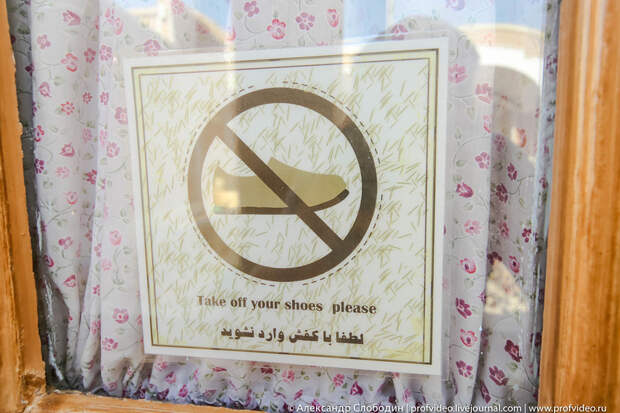 Take off your shoes please
لطفا با کفش وارد نشوید
© Александр Слободин | profvideo.livejournal.com | www.profvideo.ru